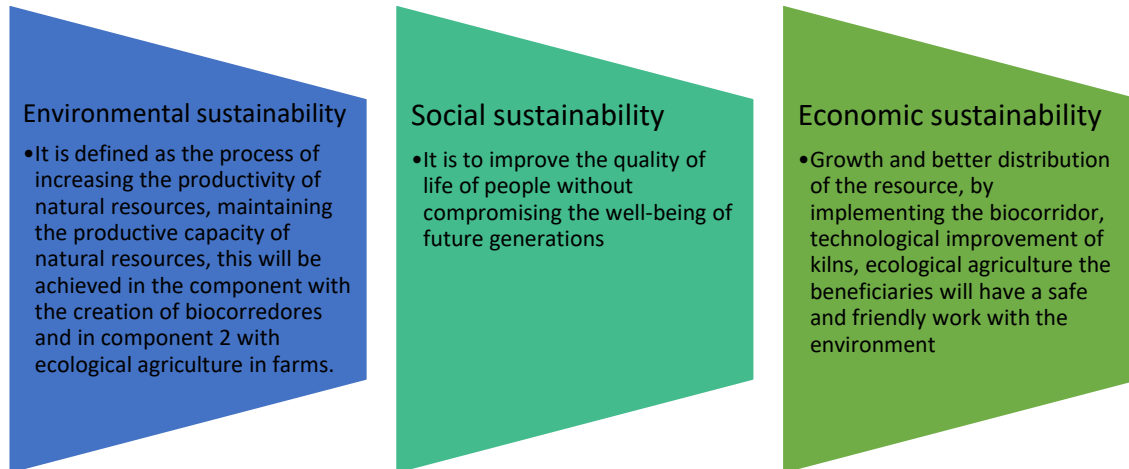 Environmental sustainability
•It is defined as the process of
increasing the productivity of
natural resources, maintaining
the productive capacity of
natural resources, this will be
achieved in the component with
the creation of biocorredores
and in component 2 with
ecological agriculture in farms.
Social sustainability
•It is to improve the quality of
life of people without
compromising the well-being of
future generations
Economic sustainability
•Growth and better distribution
of the resource, by
implementing the biocorridor,
technological improvement of
kilns, ecological agriculture the
beneficiaries will have a safe
and friendly work with the
environment